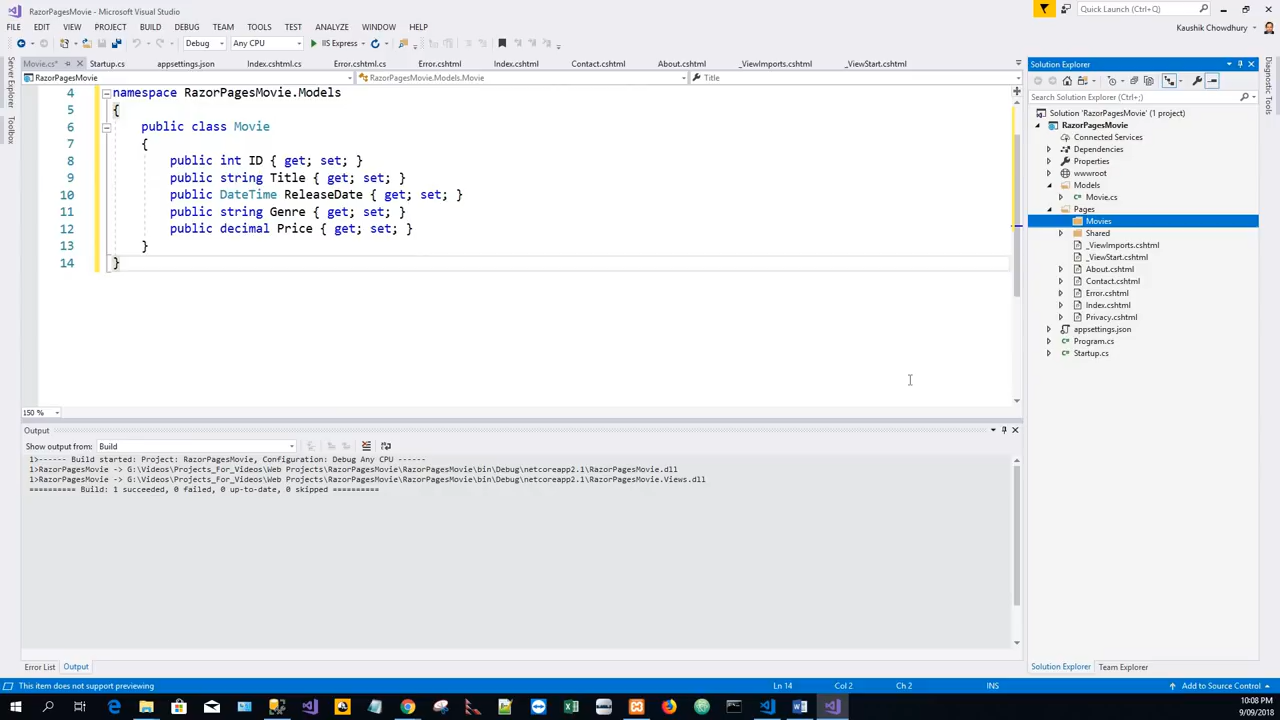 RazorPagesMovie - Microsoft Visual Studio
Quick Launch (Ctrl+Q)
FILE EDIT VIEW PROJECT BUILD DEBUG TEAM TOOLS TEST ANALYZE WINDOW HELP
Kaushik Chowdhury
Debug Any CPU IIS Express
Movie.cs* Startup.cs appsettings.json Index.cshtml.cs Error.cshtml.cs Error.cshtml Index.cshtml Contact.cshtml About.cshtml _ViewImports.cshtml _ViewStart.cshtml
RazorPagesMovie RazorPagesMovie.Models.Movie Title
Server Explorer
Toolbox
4 namespace RazorPagesMovie.Models
5 {
6 public class Movie
7 {
8 public int ID { get; set; }
9 public string Title { get; set; }
10 public DateTime ReleaseDate { get; set; }
11 public string Genre { get; set; }
12 public decimal Price { get; set; }
13 }
14 }
150 %
Output
Show output from: Build
1>------ Build started: Project: RazorPagesMovie, Configuration: Debug Any CPU ------
1>RazorPagesMovie -> G:\Videos\Projects_For_Videos\Web Projects\RazorPagesMovie\RazorPagesMovie\bin\Debug\netcoreapp2.1\RazorPagesMovie.dll
1>RazorPagesMovie -> G:\Videos\Projects_For_Videos\Web Projects\RazorPagesMovie\RazorPagesMovie\bin\Debug\netcoreapp2.1\RazorPagesMovie.Views.dll
========== Build: 1 succeeded, 0 failed, 0 up-to-date, 0 skipped ==========
Error List Output
Solution Explorer
Search Solution Explorer (Ctrl+;)
Solution 'RazorPagesMovie' (1 project)
RazorPagesMovie
Connected Services
Dependencies
Properties
wwwroot
Models
Movie.cs
Pages
Movies
Shared
_ViewImports.cshtml
_ViewStart.cshtml
About.cshtml
Contact.cshtml
Error.cshtml
Index.cshtml
Privacy.cshtml
appsettings.json
Program.cs
Startup.cs
Solution Explorer Team Explorer
Diagnostic Tools
This item does not support previewing Ln 14 Col 2 Ch 2 INS Add to Source Control
10:08 PM
9/09/2018